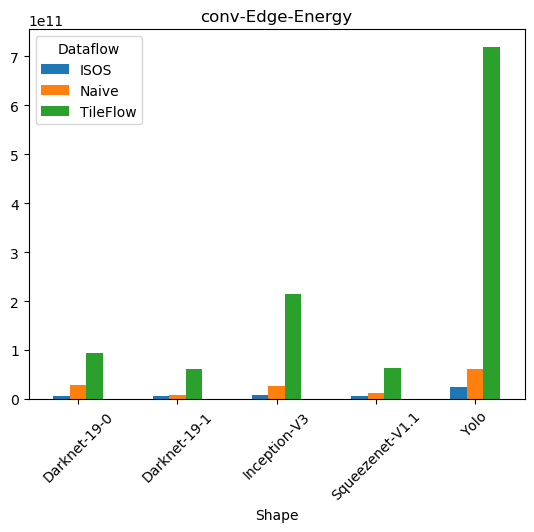 conv-Edge-Energy
1e11
Dataflow
ISOS
Naive
TileFlow
7
6
5
4
3
2
1
0
Darknet-19-0
Darknet-19-1
Inception-V3
Squeezenet-V1.1
Yolo
Shape